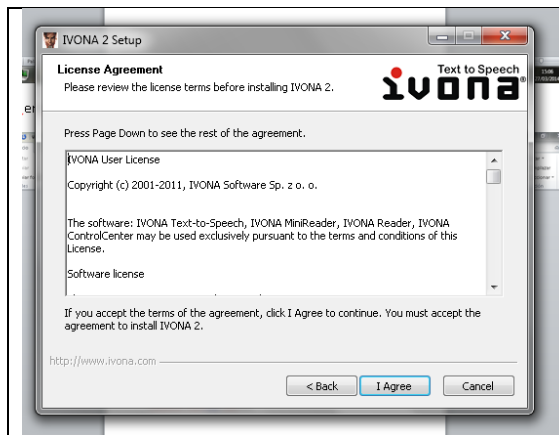 IVONA 2 Setup
License Agreement
Please review the license terms before installing IVONA 2.
Text to Speech
ivona®
Press Page Down to see the rest of the agreement.
IVONA User License
Copyright (c) 2001-2011, IVONA Software Sp. z o. o.
The software: IVONA Text-to-Speech, IVONA MiniReader, IVONA Reader, IVONA
ControlCenter may be used exclusively pursuant to the terms and conditions of this
License.
Software license
If you accept the terms of the agreement, click I Agree to continue. You must accept the
agreement to install IVONA 2.
http://www.ivona.com
< Back
I Agree
Cancel